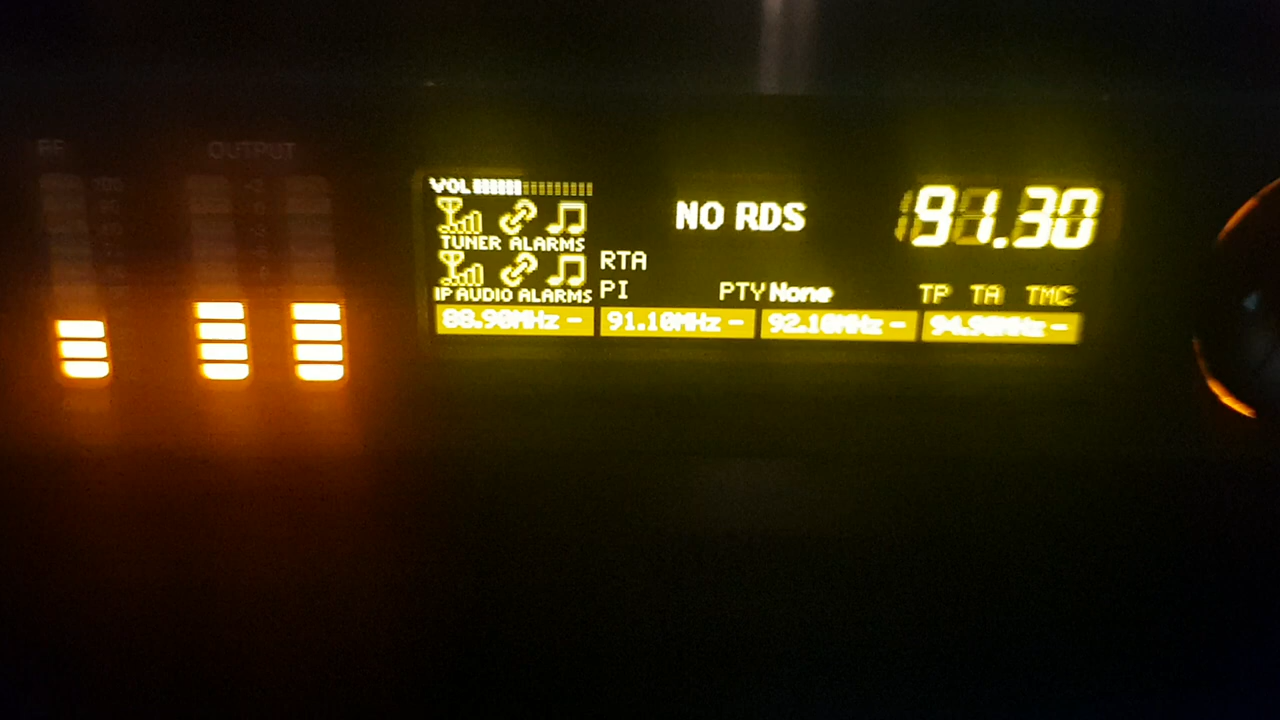 RF
OUTPUT
VOL
NO RDS
91.30
TUNER ALARMS
RTA
IP AUDIO ALARMS
PI
PTY None
TP TA TMC
88.90MHz - 91.10MHz - 92.10MHz - 94.90MHz -